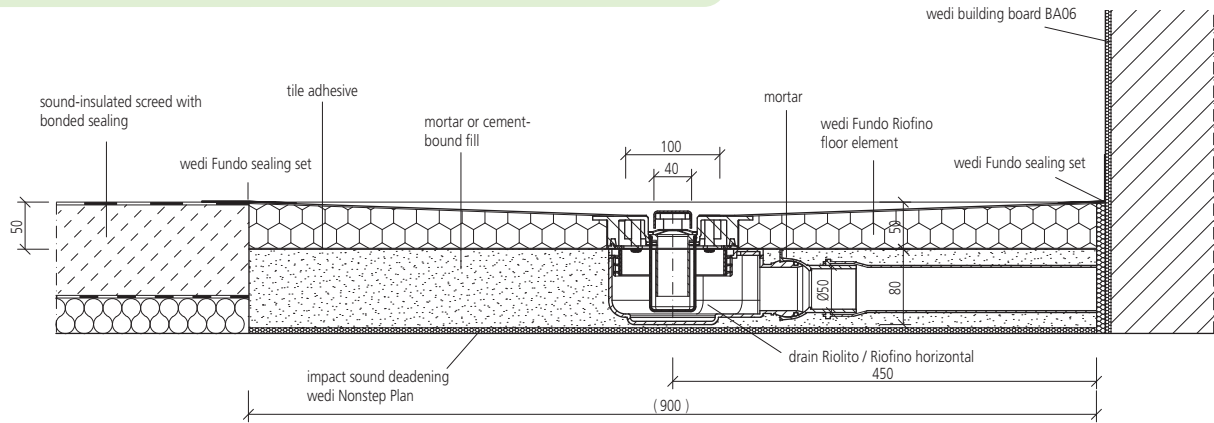 wedi building board BA06
sound-insulated screed with
bonded sealing
tile adhesive
mortar or cement-
bound fill
mortar
wedi Fundo Riofino
floor element
wedi Fundo sealing set
wedi Fundo sealing set
100
40
50
50
80
Ø50
drain Riolito / Riofino horizontal
impact sound deadening
wedi Nonstep Plan
450
(900)